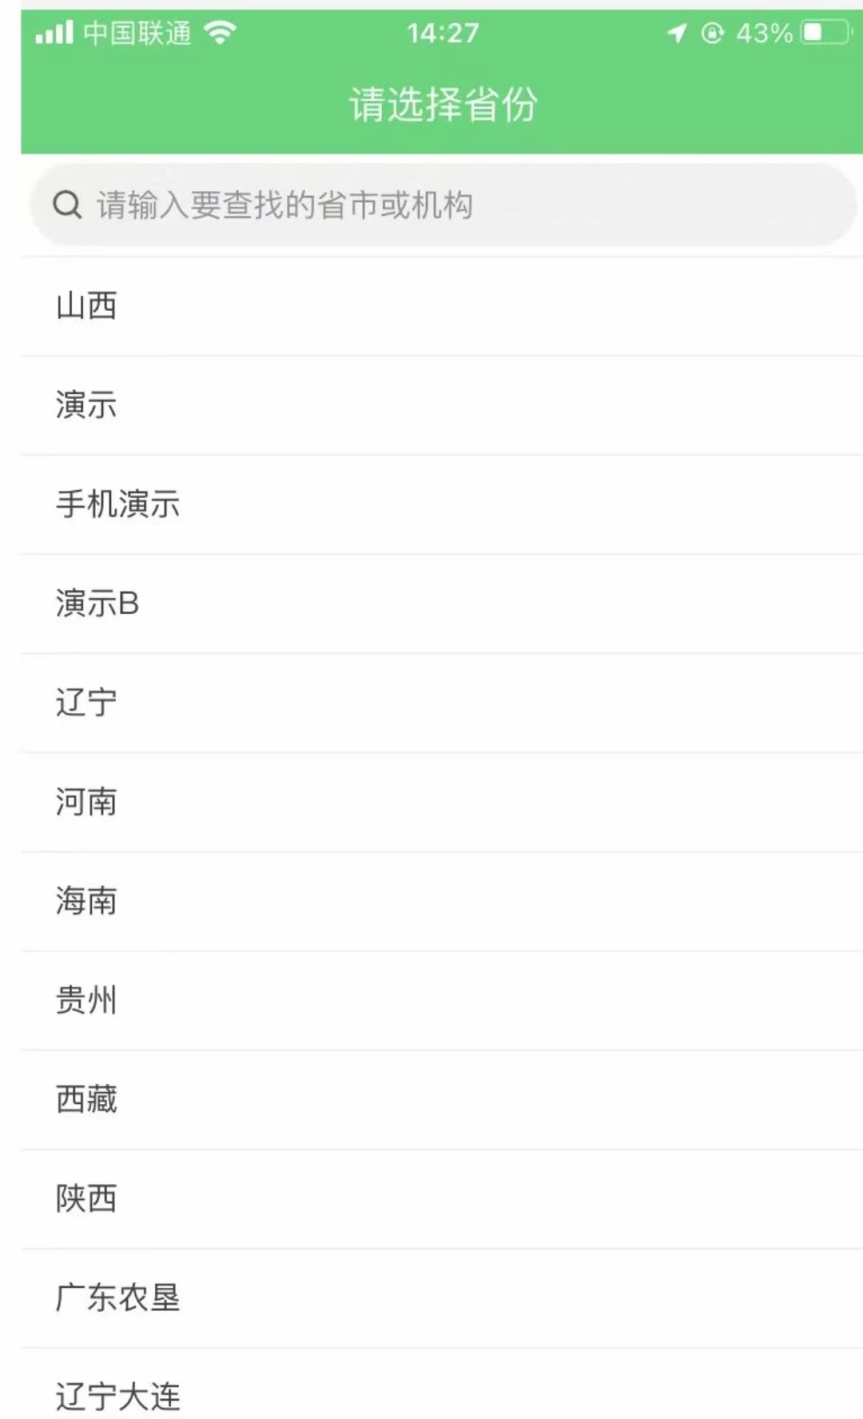 中国联通 14:27 43%
请选择省份
请输入要查找的省市或机构
山西
演示
手机演示
演示B
辽宁
河南
海南
贵州
西藏
陕西
广东农垦
辽宁大连